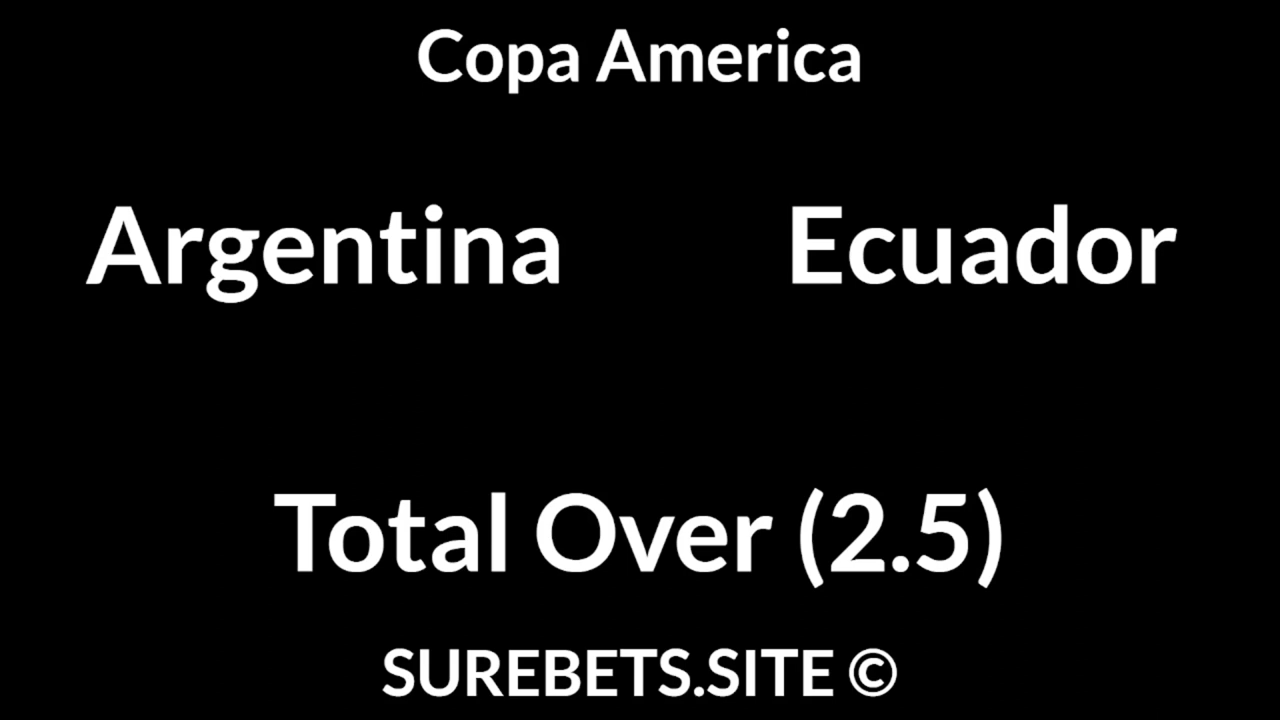 Copa America
Argentina Ecuador
Total Over (2.5)
SUREBETS.SITE ©